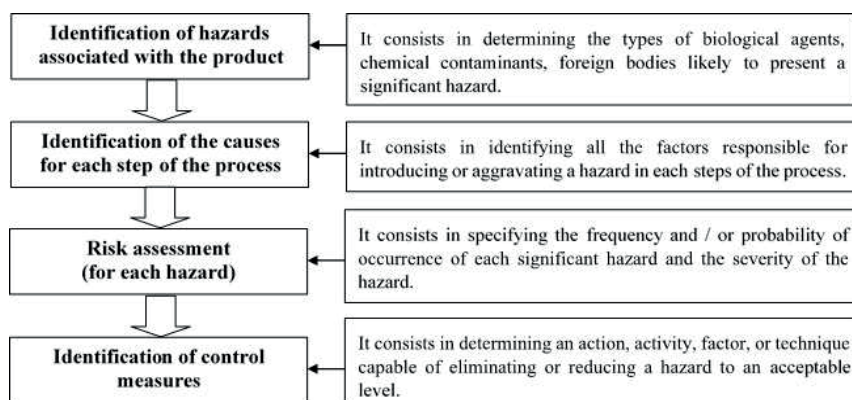 Identification of hazards
associated with the product
It consists in determining the types of biological agents,
chemical contaminants, foreign bodies likely to present a
significant hazard.
Identification of the causes
for each step of the process
It consists in identifying all the factors responsible for
introducing or aggravating a hazard in each steps of the process.
Risk assessment
(for each hazard)
It consists in specifying the frequency and / or probability of
occurrence of each significant hazard and the severity of the
hazard.
Identification of control
measures
It consists in determining an action, activity, factor, or technique
capable of eliminating or reducing a hazard to an acceptable
level.